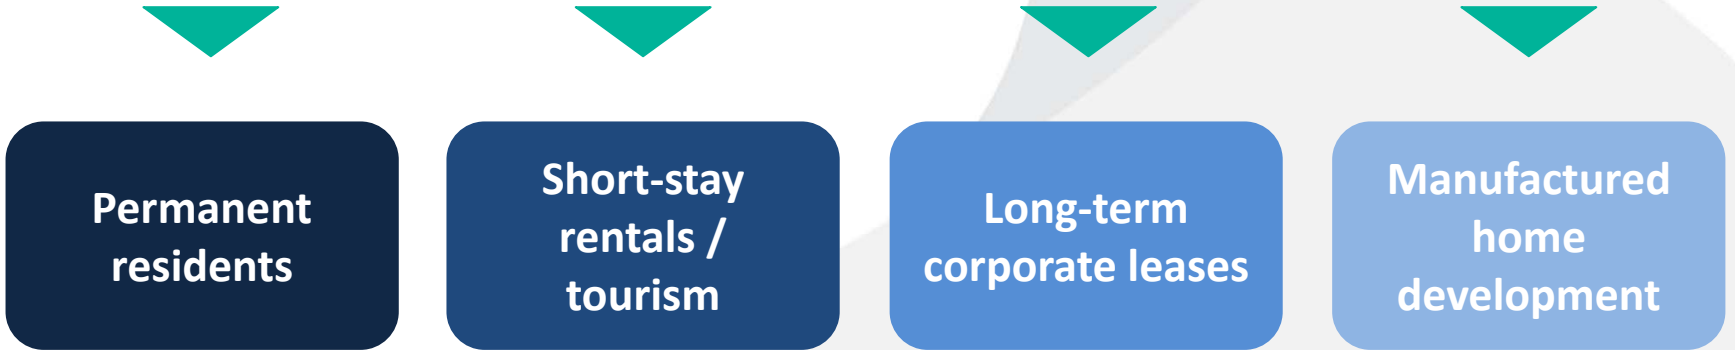 Permanent
residents
Short-stay
rentals /
tourism
Long-term
corporate leases
Manufactured
home
development